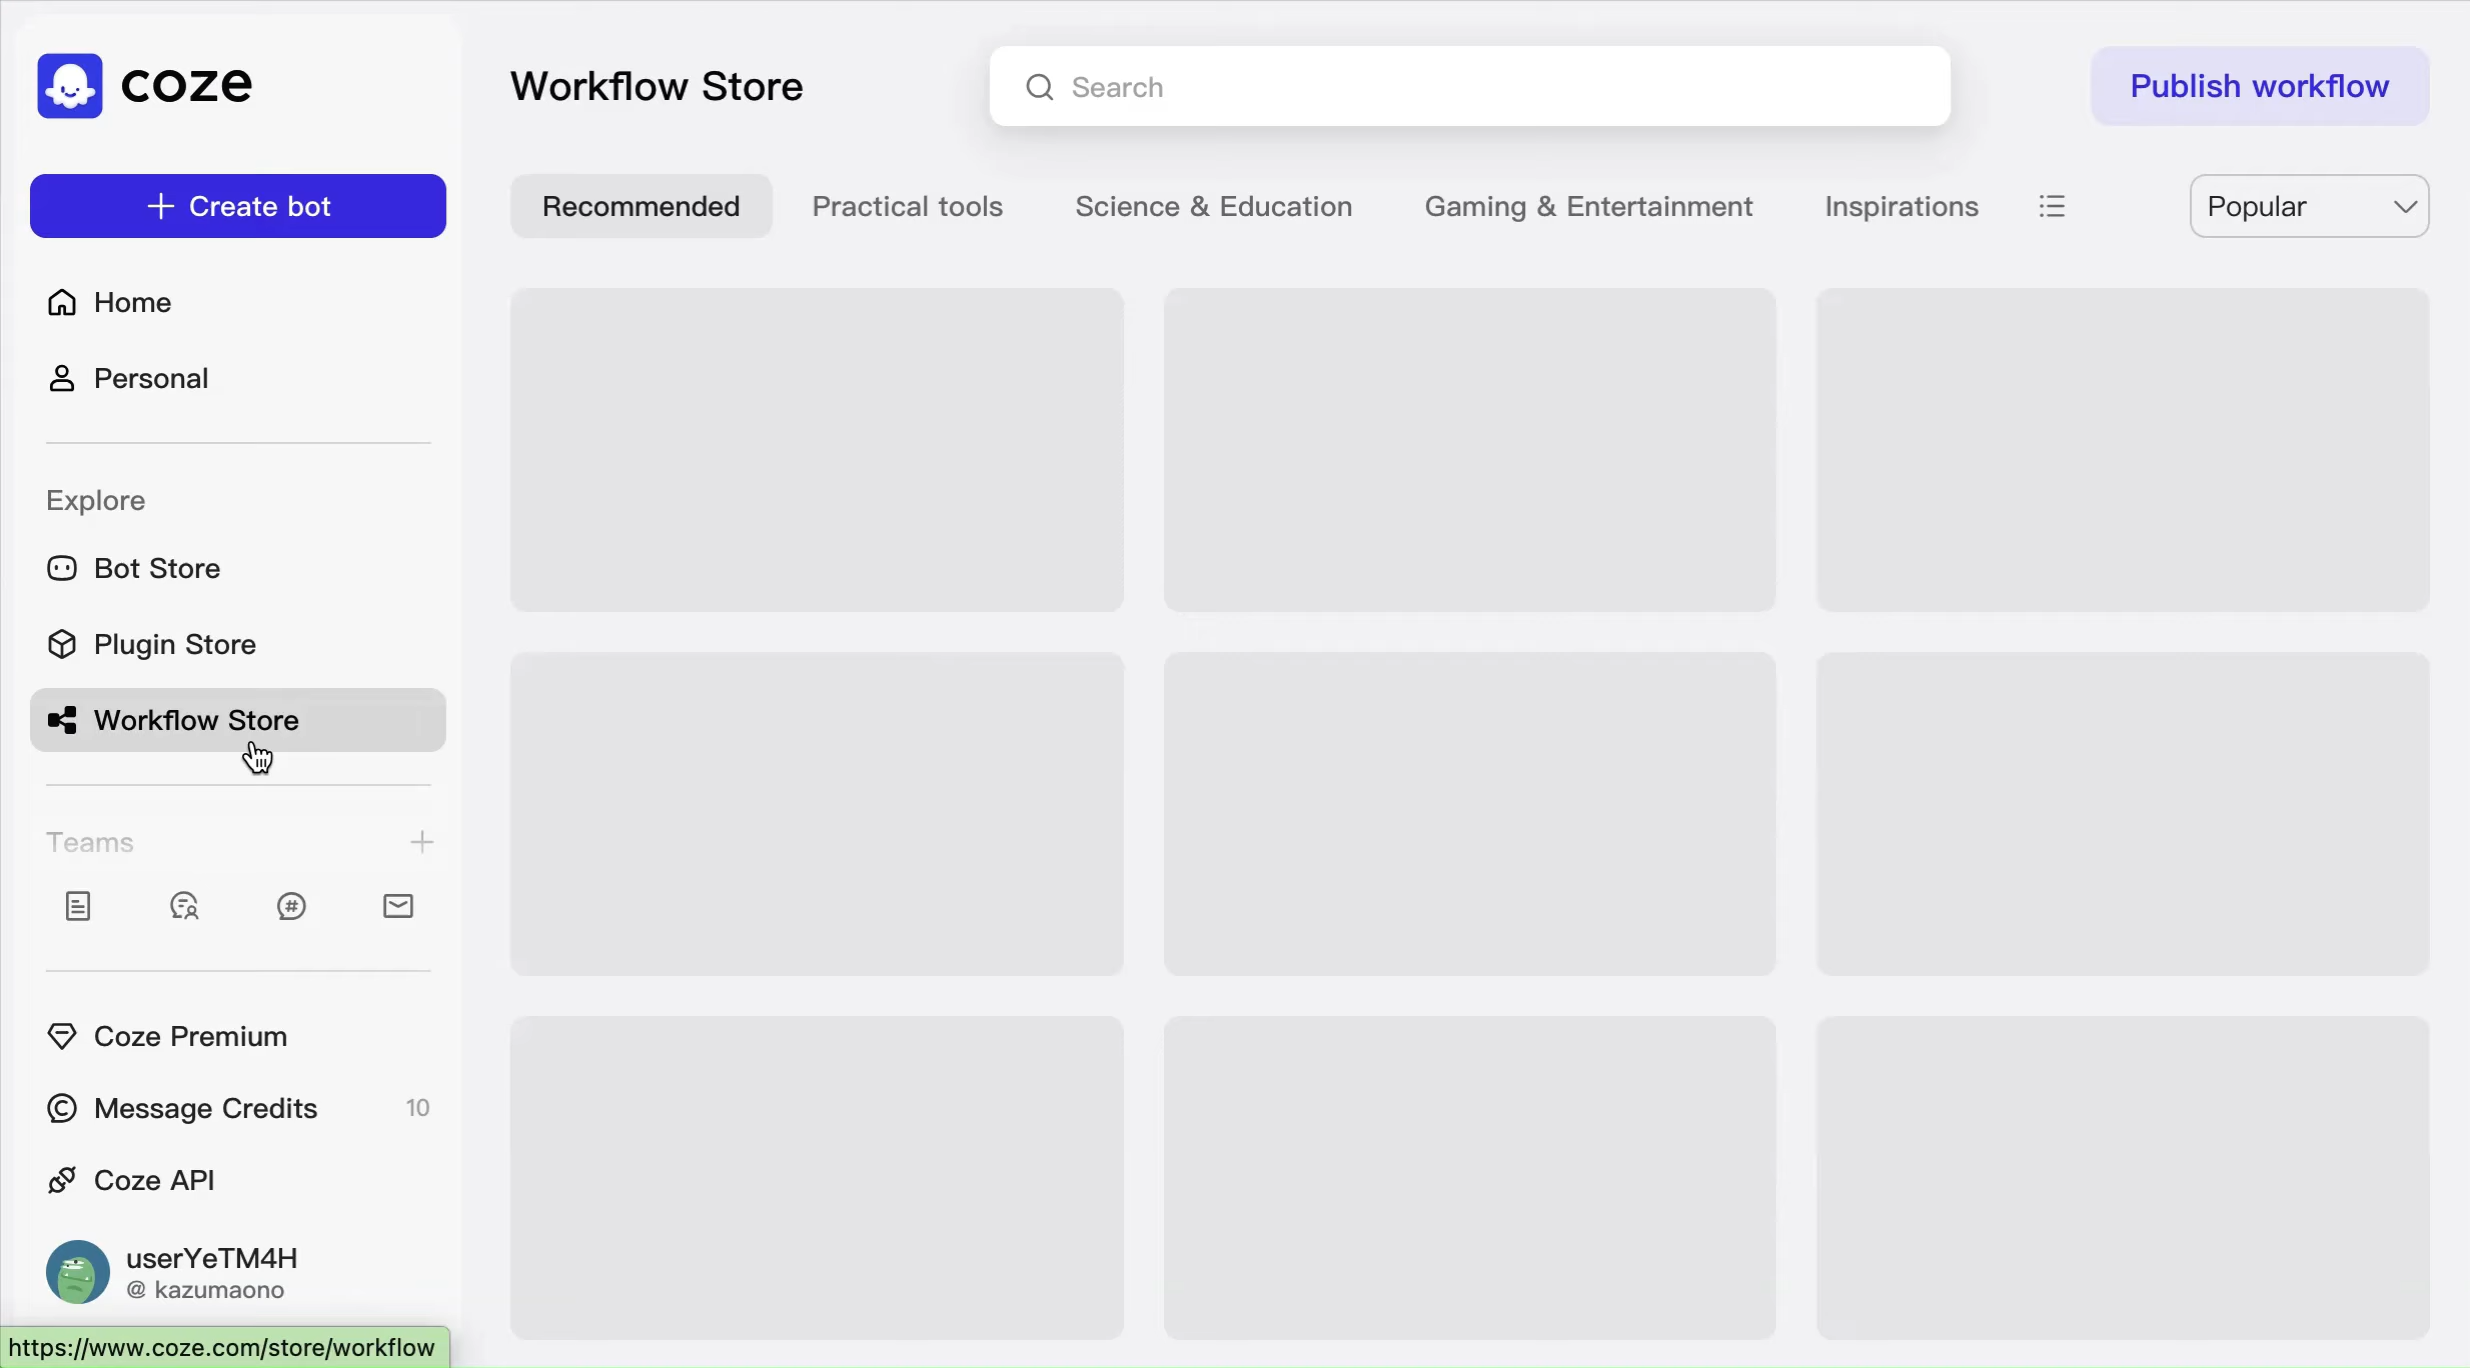 coze
Create bot
Home
Personal
Explore
Bot Store
Plugin Store
Workflow Store
Teams
Coze Premium
Message Credits 10
Coze API
userYeTM4H
@ kazumaono
https://www.coze.com/store/workflow
Workflow Store
Search
Publish workflow
Recommended Practical tools Science & Education Gaming & Entertainment Inspirations Popular